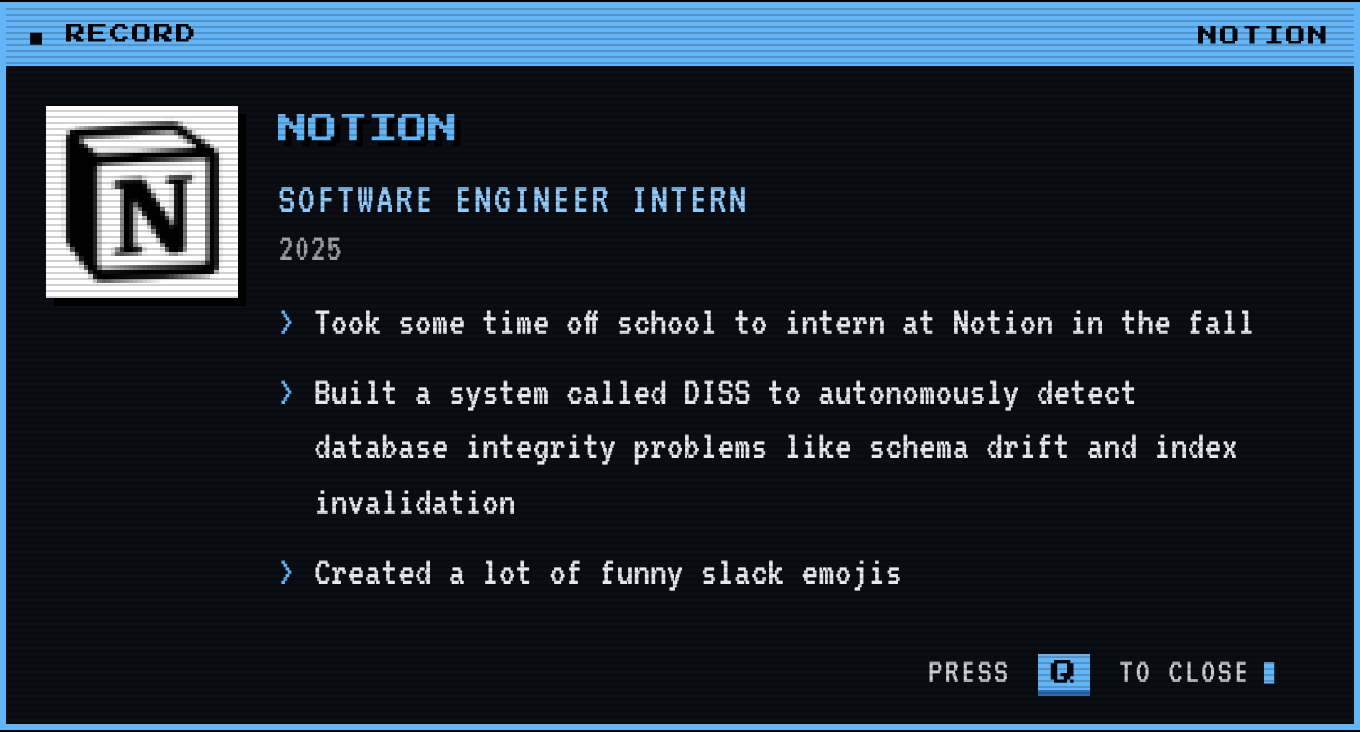 RECORD
NOTION
N
NOTION
SOFTWARE ENGINEER INTERN
2025
> Took some time off school to intern at Notion in the fall
> Built a system called DISS to autonomously detect
database integrity problems like schema drift and index
invalidation
> Created a lot of funny slack emojis
PRESS Q TO CLOSE